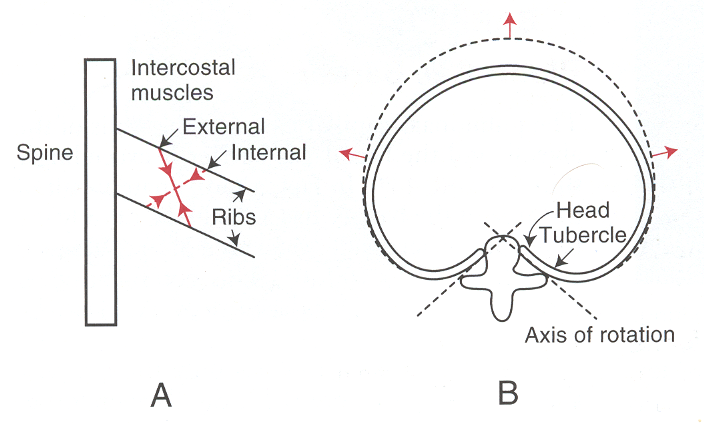 Intercostal
muscles
External
Spine
Internal
Ribs
A
Head
Tubercle
Axis of rotation
B